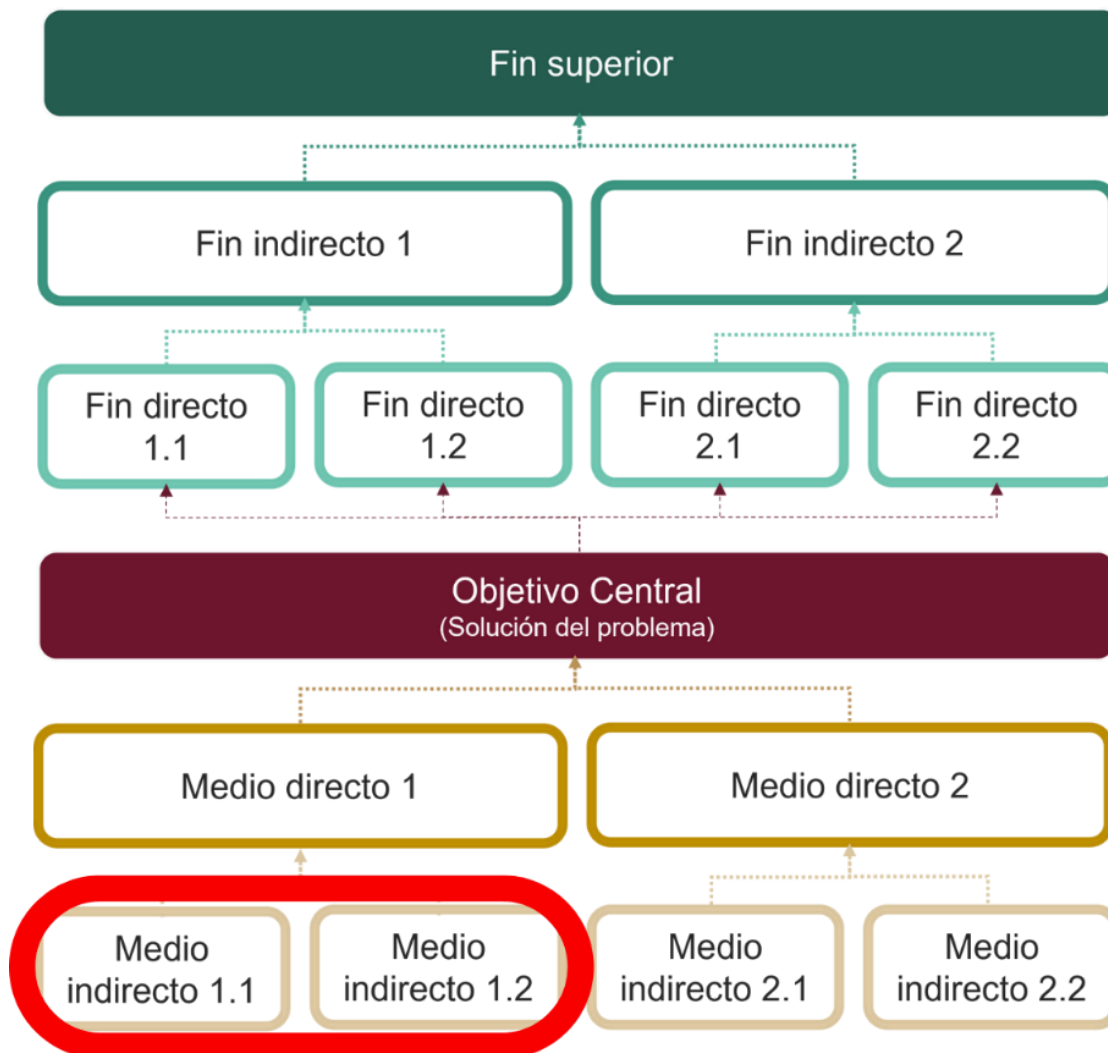 Fin superior
Fin indirecto 1
Fin indirecto 2
Fin directo
1.1
Fin directo
1.2
Fin directo
2.1
Fin directo
2.2
Objetivo Central
(Solución del problema)
Medio directo 1
Medio directo 2
Medio
indirecto 1.1
Medio
indirecto 1.2
Medio
indirecto 2.1
Medio
indirecto 2.2